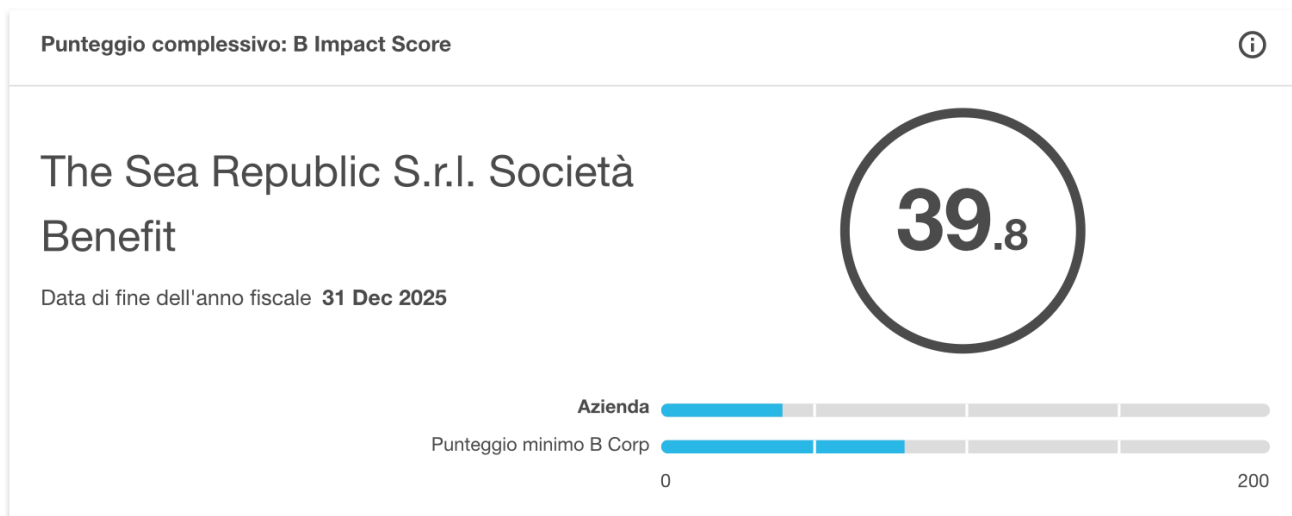 Punteggio complessivo: B Impact Score
The Sea Republic S.r.l. Società
Benefit
Data di fine dell'anno fiscale 31 Dec 2025
39.8
Azienda
Punteggio minimo B Corp
0
200